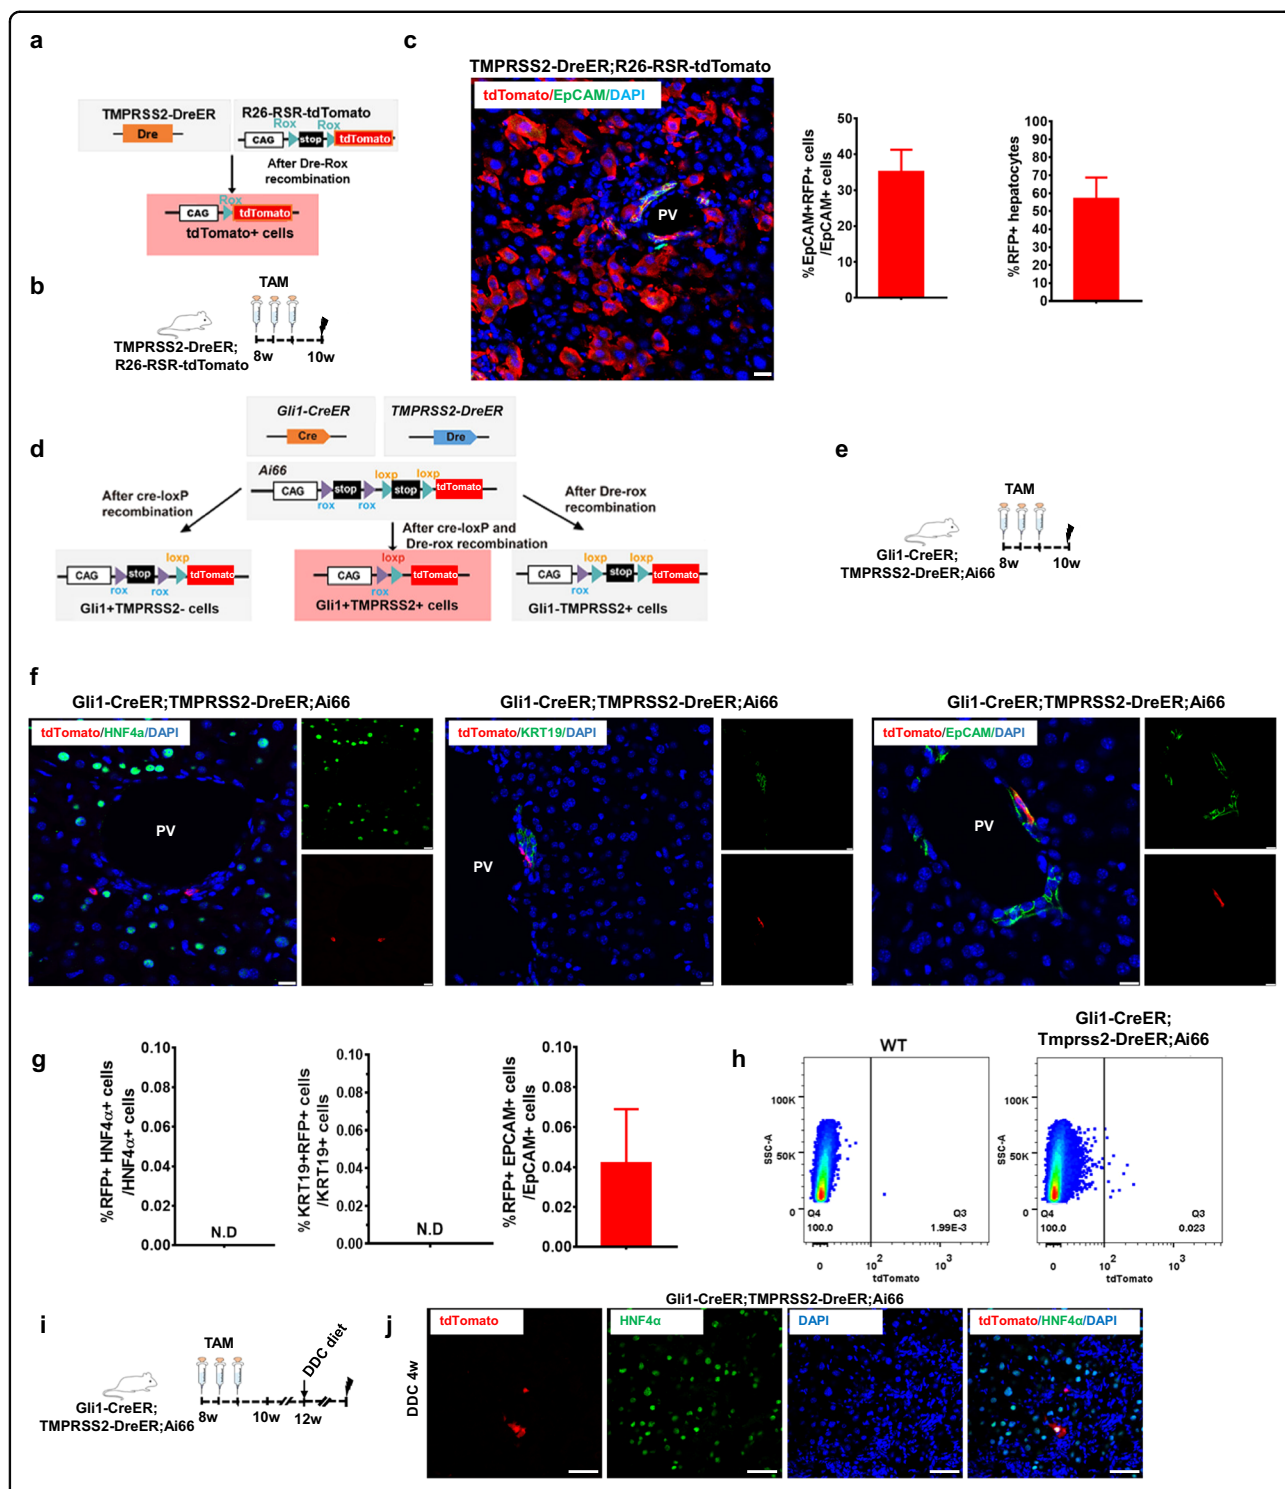 a
TMPRSS2-DreER
Dre
R26-RSR-tdTomato
Rox
Rox
CAG
stop
tdTomato
After Dre-Rox
recombination
Rox
CAG
tdTomato
tdTomato+ cells
b
TAM
TMPRSS2-DreER;
R26-RSR-tdTomato
8w
10w
c
TMPRSS2-DreER;R26-RSR-tdTomato
tdTomato/EpCAM/DAPI
PV
%EpCAM+RFP+ cells
/EpCAM+ cells
50
40
30
20
10
0
%RFP+ hepatocytes
100
90
80
70
60
50
40
30
20
10
0
d
Gli1-CreER
Cre
TMPRSS2-DreER
Dre
Ai66
loxp
loxp
CAG
stop
stop
tdTomato
rox
rox
After cre-loxP
recombination
After cre-loxP and
Dre-rox recombination
After Dre-rox
recombination
loxp
CAG
stop
tdTomato
rox
rox
Gli1+TMPRSS2- cells
loxp
CAG
tdTomato
rox
Gli1+TMPRSS2+ cells
loxp
loxp
CAG
stop
tdTomato
rox
Gli1-TMPRSS2+ cells
e
TAM
Gli1-CreER;
TMPRSS2-DreER;Ai66
8w
10w
f
Gli1-CreER;TMPRSS2-DreER;Ai66
tdTomato/HNF4a/DAPI
PV
Gli1-CreER;TMPRSS2-DreER;Ai66
tdTomato/KRT19/DAPI
PV
Gli1-CreER;TMPRSS2-DreER;Ai66
tdTomato/EpCAM/DAPI
PV
g
%RFP+ HNF4α+ cells
/HNF4α+ cells
0.10
0.08
0.06
0.04
0.02
0.00
N.D
%KRT19+RFP+ cells
/KRT19+ cells
0.10
0.08
0.06
0.04
0.02
0.00
N.D
%RFP+ EPCAM+ cells
/EpCAM+ cells
0.10
0.08
0.06
0.04
0.02
0.00
h
WT
SSC-A
100K
50K
0
Q4
100.0
Q3
1.99E-3
0
10²
10³
tdTomato
Gli1-CreER;
Tmprss2-DreER;Ai66
SSC-A
100K
50K
0
Q4
100.0
Q3
0.023
0
10²
10³
tdTomato
i
TAM
DDC diet
Gli1-CreER;
TMPRSS2-DreER;Ai66
8w
10w
12w
10w
j
Gli1-CreER;TMPRSS2-DreER;Ai66
DDC 4w
tdTomato
HNF4α
DAPI
tdTomato/HNF4α/DAPI